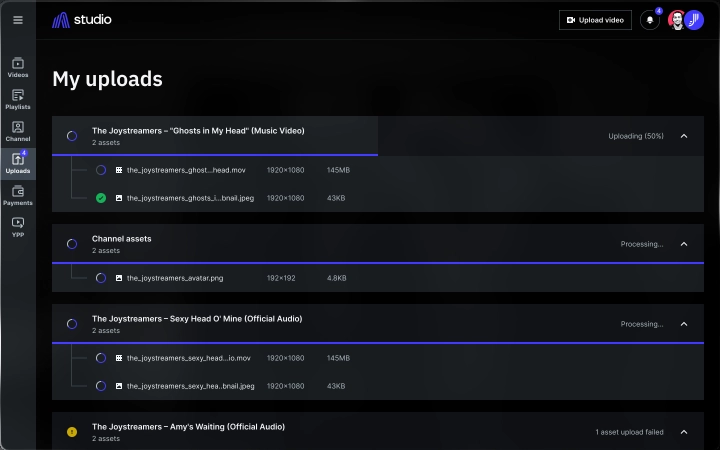 studio
Upload video
4
Videos
Playlists
Channel
4
Uploads
Payments
YPP
My uploads
The Joystreamers – "Ghosts in My Head" (Music Video)
2 assets
Uploading (50%)
the_joystreamers_ghost...head.mov 1920×1080 145MB
the_joystreamers_ghosts_i...bnail.jpeg 1920×1080 43KB
Channel assets
2 assets
Processing...
the_joystreamers_avatar.png 192×192 4.8KB
The Joystreamers – Sexy Head O' Mine (Official Audio)
2 assets
Processing...
the_joystreamers_sexy_head...io.mov 1920×1080 145MB
the_joystreamers_sexy_hea..bnail.jpeg 1920×1080 43KB
The Joystreamers – Amy's Waiting (Official Audio)
2 assets
1 asset upload failed